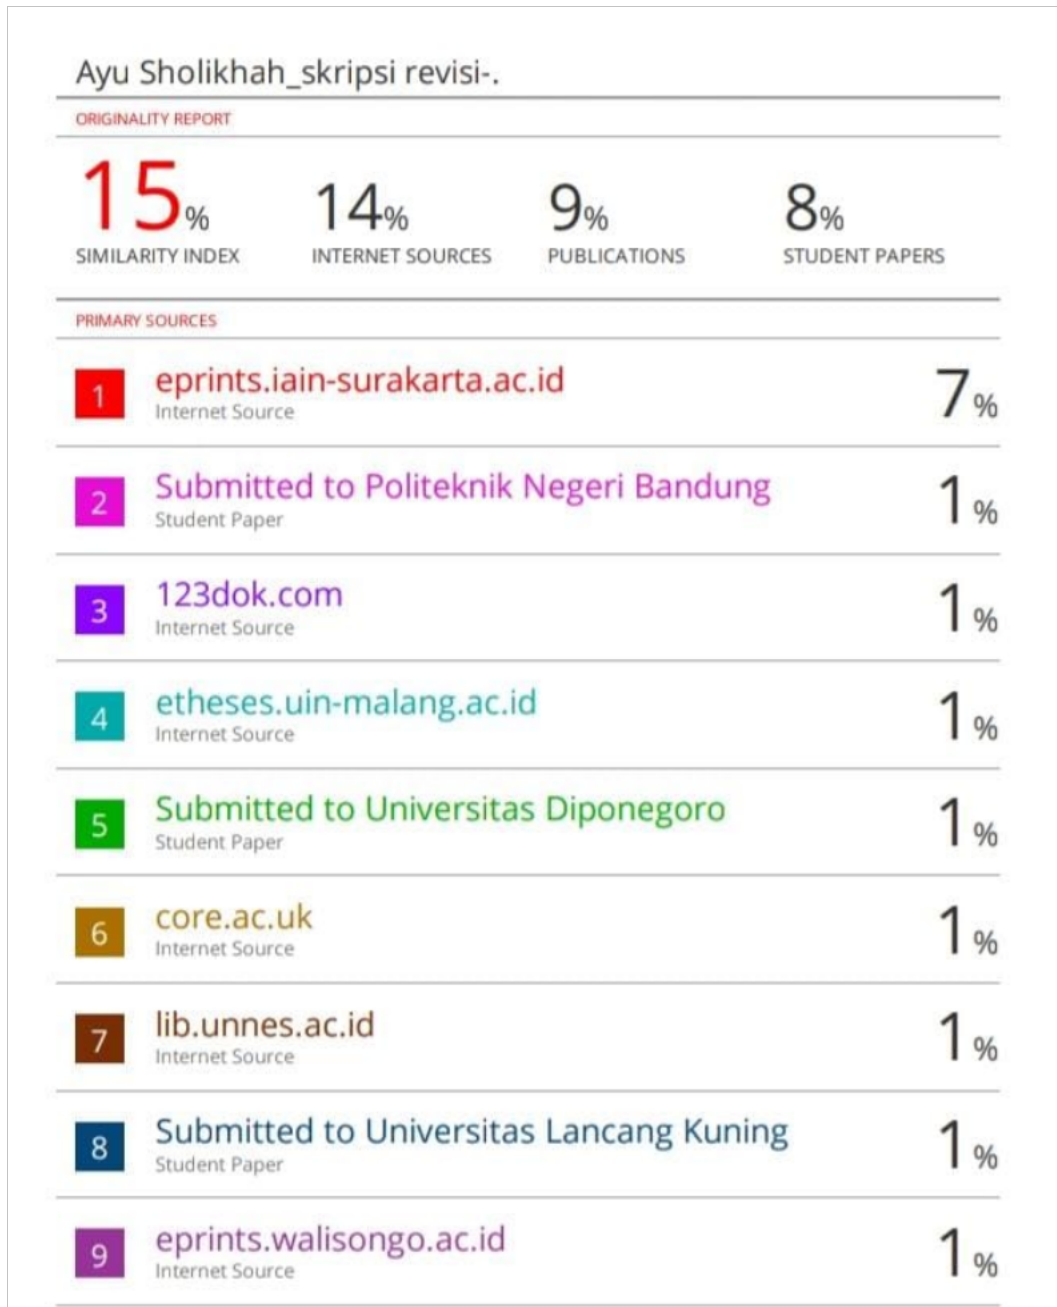 Ayu Sholikhah_skripsi revisi-.
ORIGINALITY REPORT
15% 14% 9% 8%
SIMILARITY INDEX INTERNET SOURCES PUBLICATIONS STUDENT PAPERS
PRIMARY SOURCES
1 eprints.iain-surakarta.ac.id 7%
Internet Source
2 Submitted to Politeknik Negeri Bandung 1%
Student Paper
3 123dok.com 1%
Internet Source
4 etheses.uin-malang.ac.id 1%
Internet Source
5 Submitted to Universitas Diponegoro 1%
Student Paper
6 core.ac.uk 1%
Internet Source
7 lib.unnes.ac.id 1%
Internet Source
8 Submitted to Universitas Lancang Kuning 1%
Student Paper
9 eprints.walisongo.ac.id 1%
Internet Source